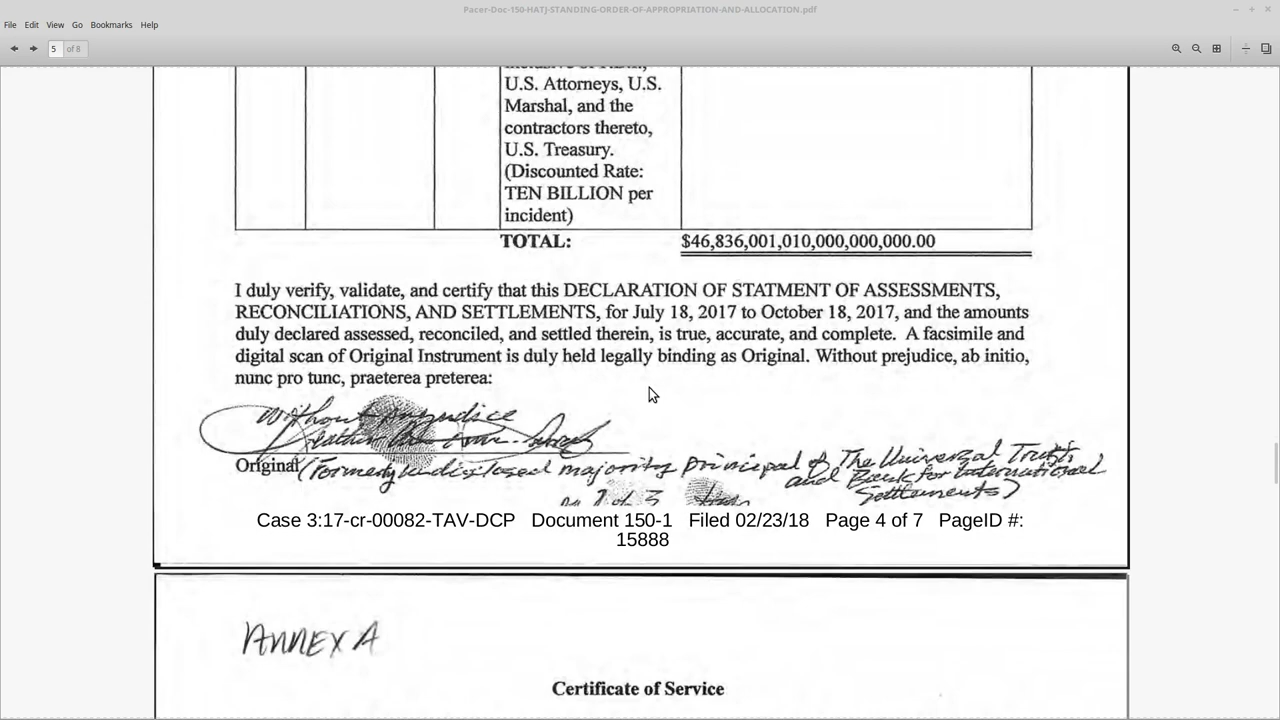 Pacer-Doc-150-HATJ-STANDING-ORDER-OF-APPROPRIATION-AND-ALLOCATION.pdf
File Edit View Go Bookmarks Help
5 of 8
U.S. Attorneys, U.S.
Marshal, and the
contractors thereto,
U.S. Treasury.
(Discounted Rate:
TEN BILLION per
incident)
TOTAL: $46,836,001,010,000,000,000.00
I duly verify, validate, and certify that this DECLARATION OF STATMENT OF ASSESSMENTS,
RECONCILIATIONS, AND SETTLEMENTS, for July 18, 2017 to October 18, 2017, and the amounts
duly declared assessed, reconciled, and settled therein, is true, accurate, and complete. A facsimile and
digital scan of Original Instrument is duly held legally binding as Original. Without prejudice, ab initio,
nunc pro tunc, praeterea preterea:
Without prejudice
Original (formerly undisclosed majority principal of The Universal Trusts
and Bank for International
Settlements)
Case 3:17-cr-00082-TAV-DCP Document 150-1 Filed 02/23/18 Page 4 of 7 PageID #:
15888
ANNEX A
Certificate of Service